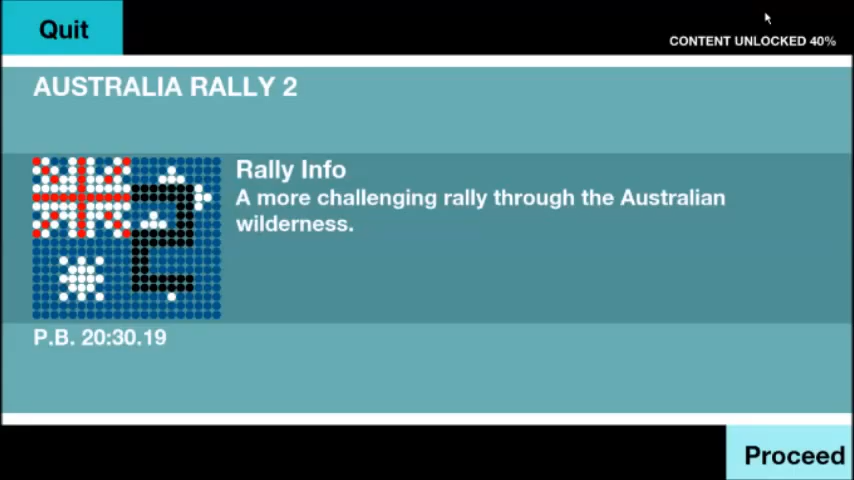 Quit
CONTENT UNLOCKED 40%
AUSTRALIA RALLY 2
2
Rally Info
A more challenging rally through the Australian
wilderness.
P.B. 20:30.19
Proceed